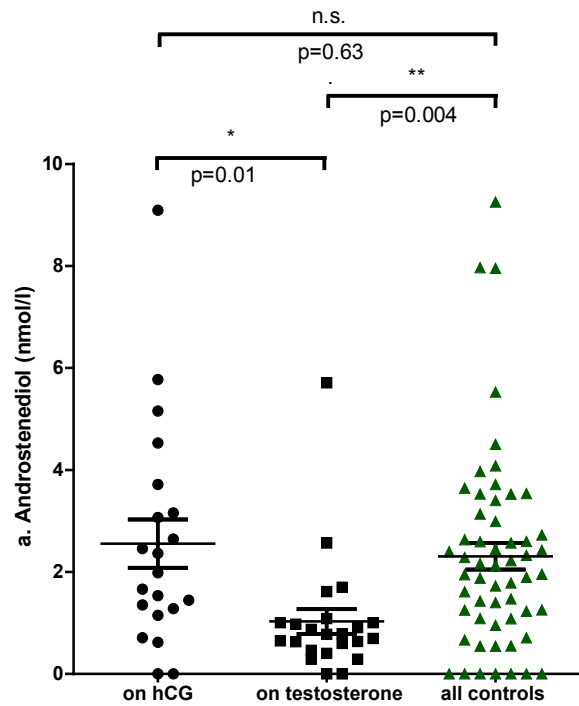 n.s.
p=0.63
. **
p=0.004
*
p=0.01
a. Androstenediol (nmol/l)
10
8
6
4
2
0
on hCG on testosterone all controls